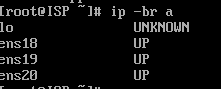 [root@ISP ~]# ip -br a
lo UNKNOWN
ens18 UP
ens19 UP
ens20 UP